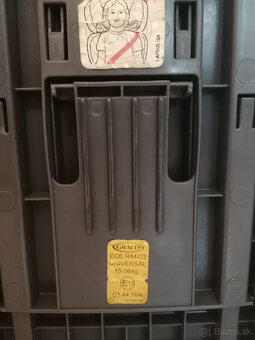 GRACO
ECE R44/03
UNIVERSAL
15-36kg
E11
03.44.164
Bazos.sk